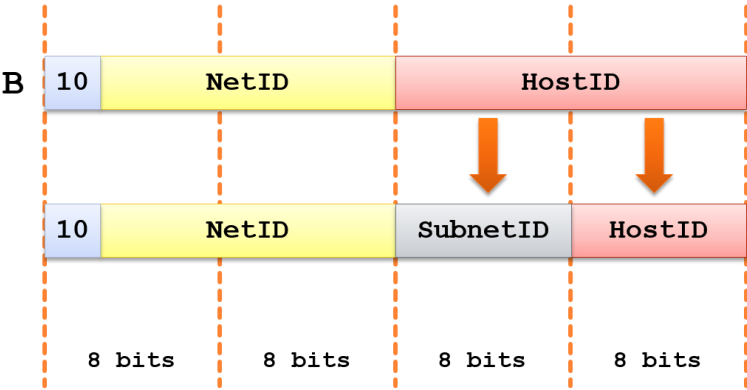 B 10 NetID HostID
10 NetID SubnetID HostID
8 bits 8 bits 8 bits 8 bits